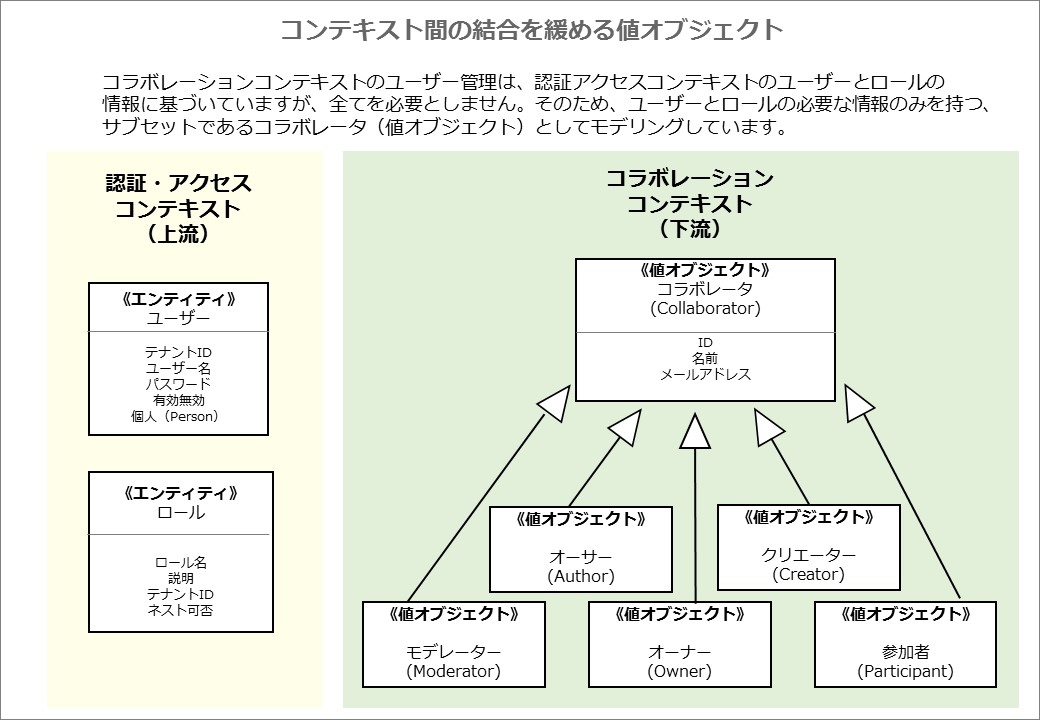 コンテキスト間の結合を緩める値オブジェクト
コラボレーションコンテキストのユーザー管理は、認証アクセスコンテキストのユーザーとロールの
情報に基づいていますが、全てを必要としません。そのため、ユーザーとロールの必要な情報のみを持つ、
サブセットであるコラボレータ（値オブジェクト）としてモデリングしています。
認証・アクセス
コンテキスト
（上流）
《エンティティ》
ユーザー
テナントID
ユーザー名
パスワード
有効無効
個人（Person）
《エンティティ》
ロール
ロール名
説明
テナントID
ネスト可否
コラボレーション
コンテキスト
（下流）
《値オブジェクト》
コラボレータ
(Collaborator)
ID
名前
メールアドレス
《値オブジェクト》
オーサー
(Author)
《値オブジェクト》
クリエーター
(Creator)
《値オブジェクト》
モデレーター
(Moderator)
《値オブジェクト》
オーナー
(Owner)
《値オブジェクト》
参加者
(Participant)